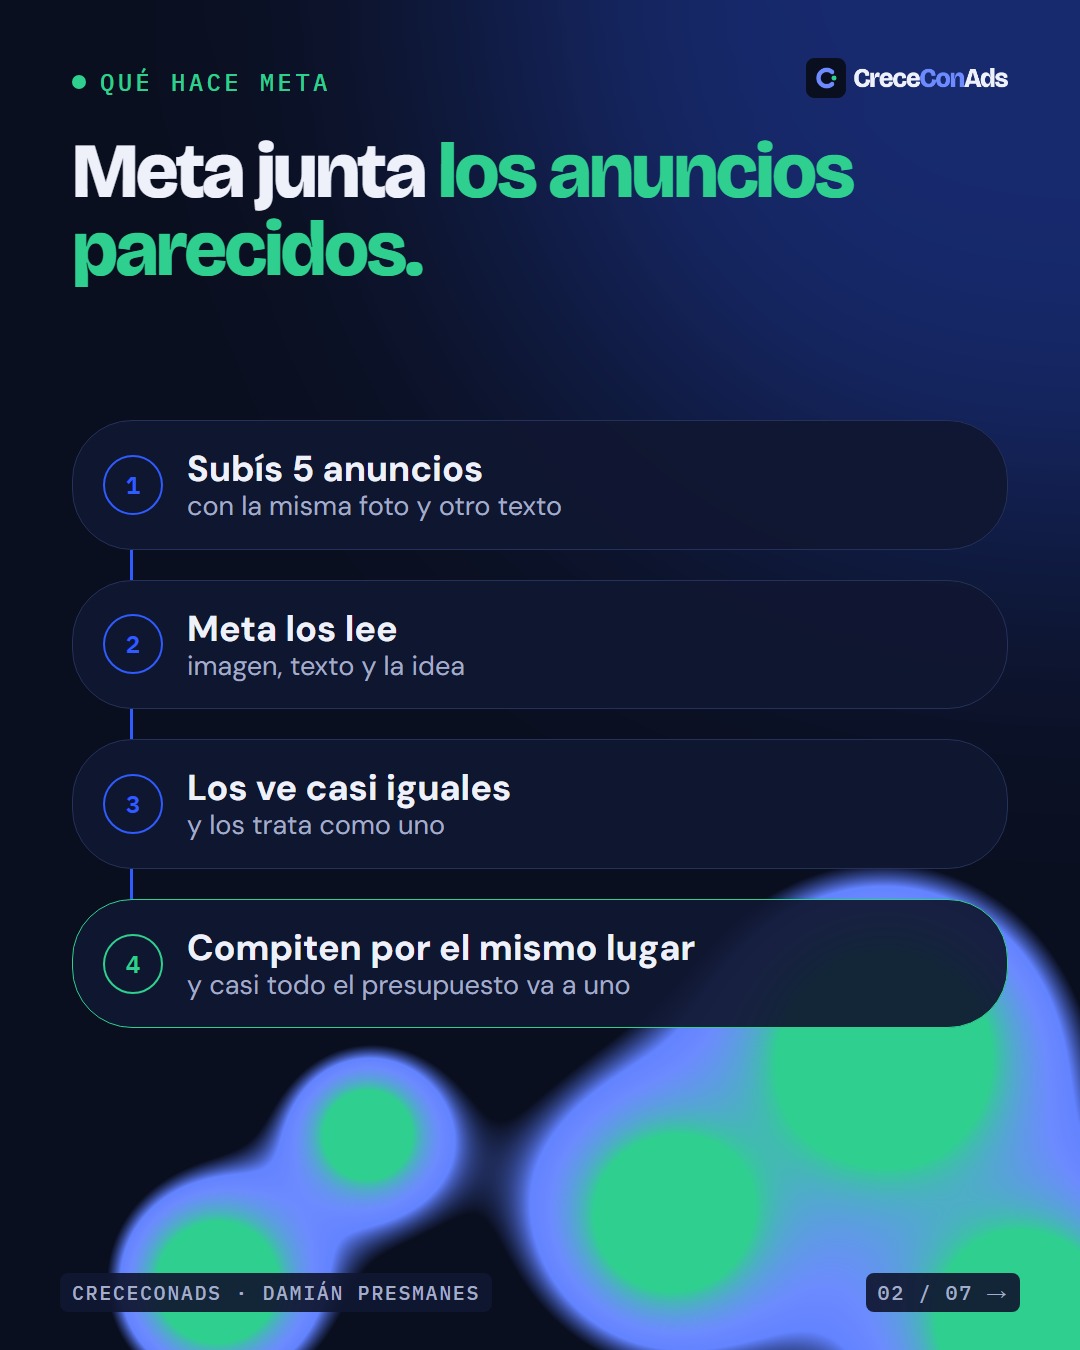 QUÉ HACE META
CreceConAds
Meta junta los anuncios
parecidos.
1
Subís 5 anuncios
con la misma foto y otro texto
2
Meta los lee
imagen, texto y la idea
3
Los ve casi iguales
y los trata como uno
4
Compiten por el mismo lugar
y casi todo el presupuesto va a uno
CRECECONADS · DAMIÁN PRESMANES
02 / 07 →